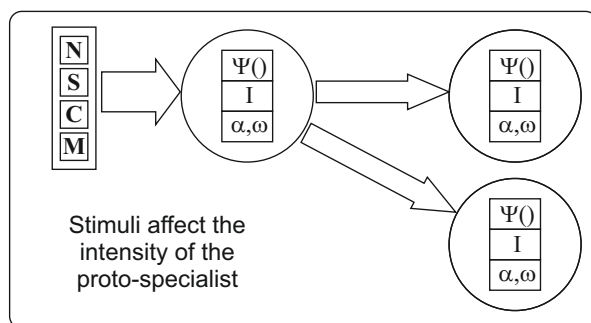 N
S
C
M
Ψ()
I
α,ω
Ψ()
I
α,ω
Ψ()
I
α,ω
Stimuli affect the
intensity of the
proto-specialist